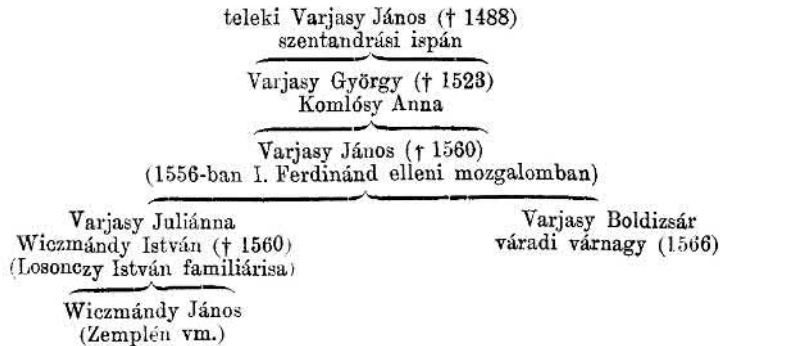 teleki Varjasy János († 1488)
szentandrási ispán
Varjasy György († 1523)
Komlósy Anna
Varjasy János († 1560)
(1556-ban I. Ferdinánd elleni mozgalomban)
Varjasy Juliánna
Wiczmándy István († 1560)
(Losonczy István familiárisa)
Varjasy Boldizsár
váradi várnagy (1566)
Wiczmándy János
(Zemplén vm.)